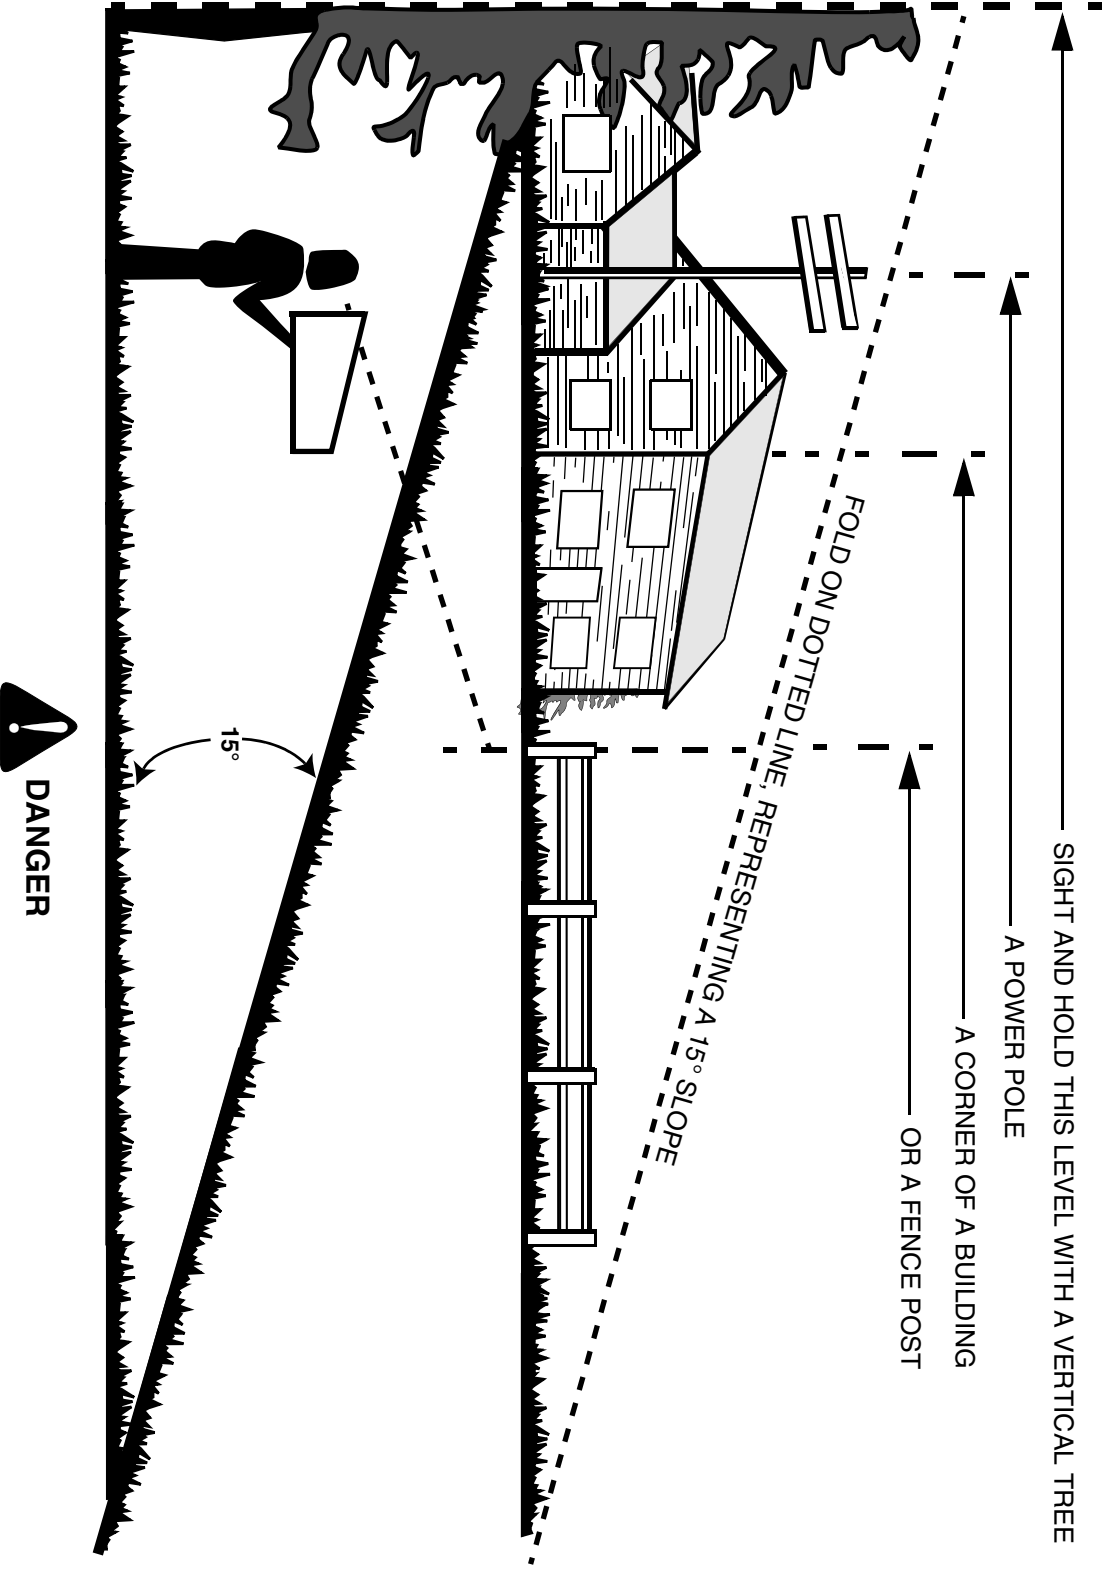 SIGHT AND HOLD THIS LEVEL WITH A VERTICAL TREE
A POWER POLE
A CORNER OF A BUILDING
OR A FENCE POST
FOLD ON DOTTED LINE, REPRESENTING A 15° SLOPE
15°
DANGER